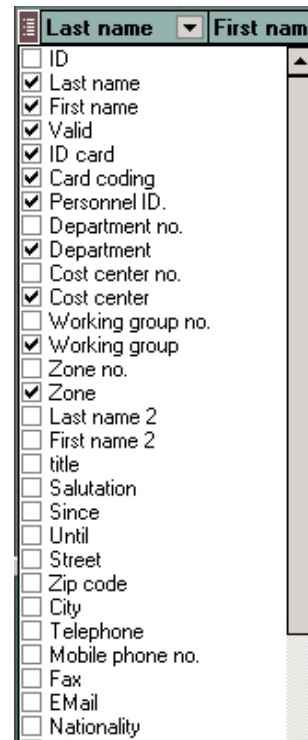 Last name First nam
ID
Last name
First name
Valid
ID card
Card coding
Personnel ID.
Department no.
Department
Cost center no.
Cost center
Working group no.
Working group
Zone no.
Zone
Last name 2
First name 2
title
Salutation
Since
Until
Street
Zip code
City
Telephone
Mobile phone no.
Fax
EMail
Nationality